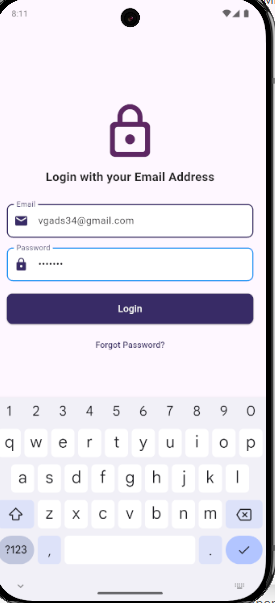 8:11
Login with your Email Address
Email
vgads34@gmail.com
Password
•••••••
Login
Forgot Password?
1 2 3 4 5 6 7 8 9 0
q w e r t y u i o p
a s d f g h j k l
z x c v b n m
?123 , .